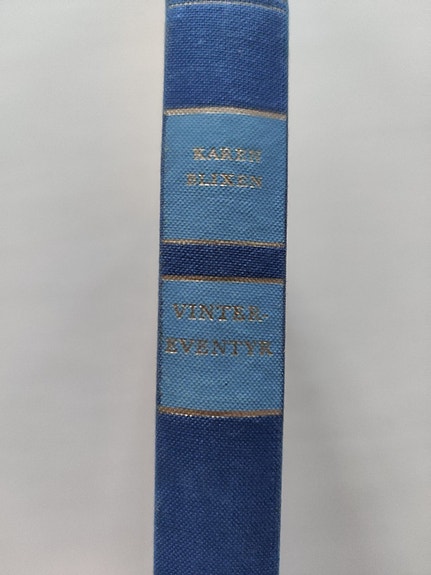 KAREN
BLIXEN
VINTER-
EVENTYR